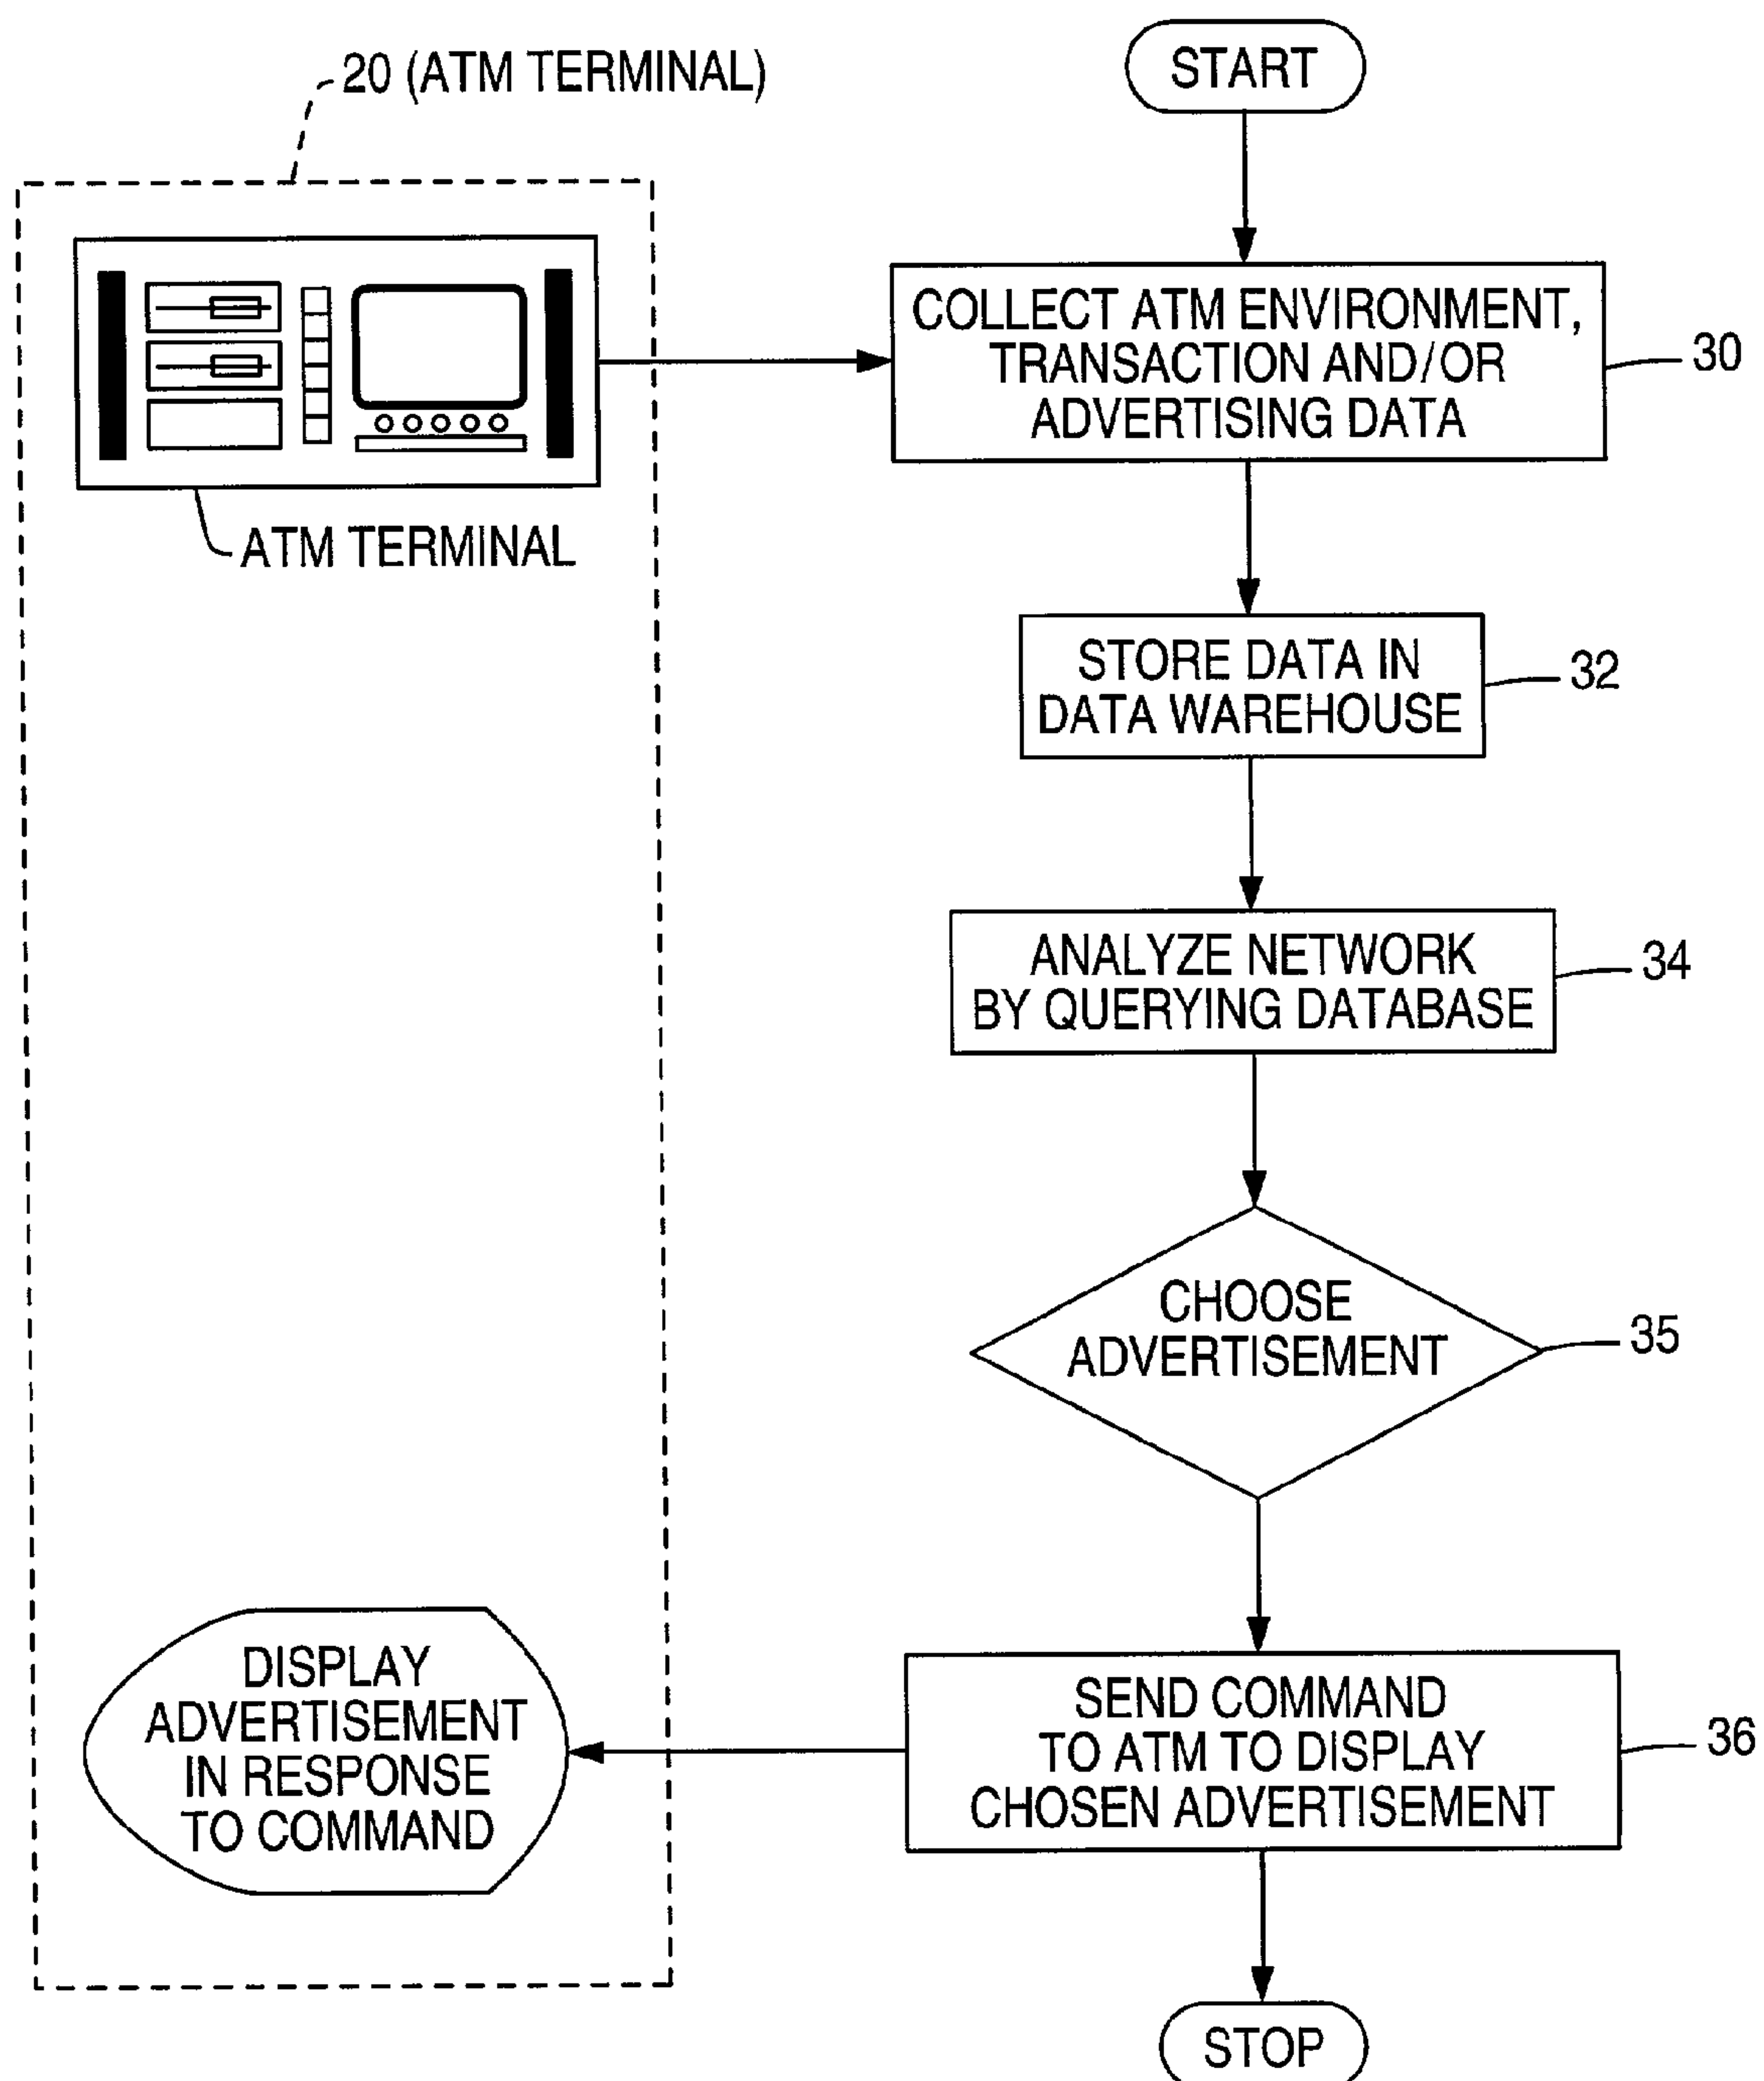 20 (ATM TERMINAL)
START
COLLECT ATM ENVIRONMENT,
TRANSACTION AND/OR
ADVERTISING DATA
30
ATM TERMINAL
STORE DATA IN
DATA WAREHOUSE
32
ANALYZE NETWORK
BY QUERYING DATABASE
34
CHOOSE
ADVERTISEMENT
35
DISPLAY
ADVERTISEMENT
IN RESPONSE
TO COMMAND
SEND COMMAND
TO ATM TO DISPLAY
CHOSEN ADVERTISEMENT
36
STOP